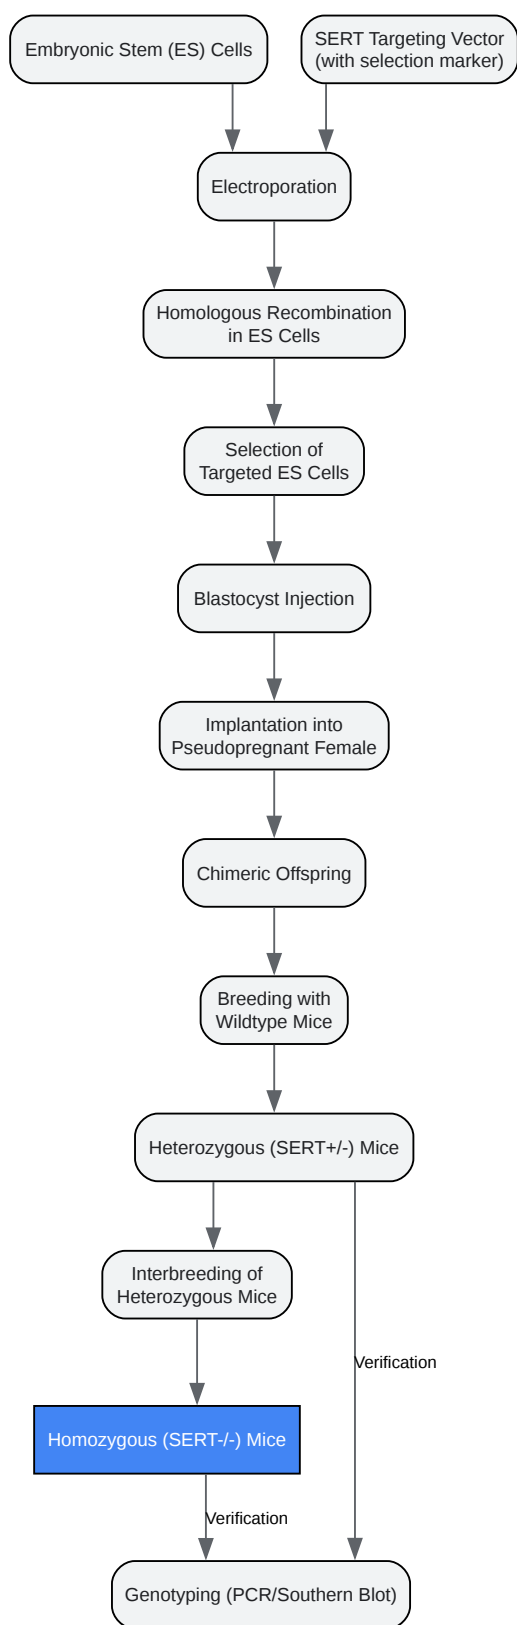 Embryonic Stem (ES) Cells
SERT Targeting Vector
(with selection marker)
Electroporation
Homologous Recombination
in ES Cells
Selection of
Targeted ES Cells
Blastocyst Injection
Implantation into
Pseudopregnant Female
Chimeric Offspring
Breeding with
Wildtype Mice
Heterozygous (SERT+/-) Mice
Interbreeding of
Heterozygous Mice
Verification
Homozygous (SERT-/-) Mice
Verification
Genotyping (PCR/Southern Blot)